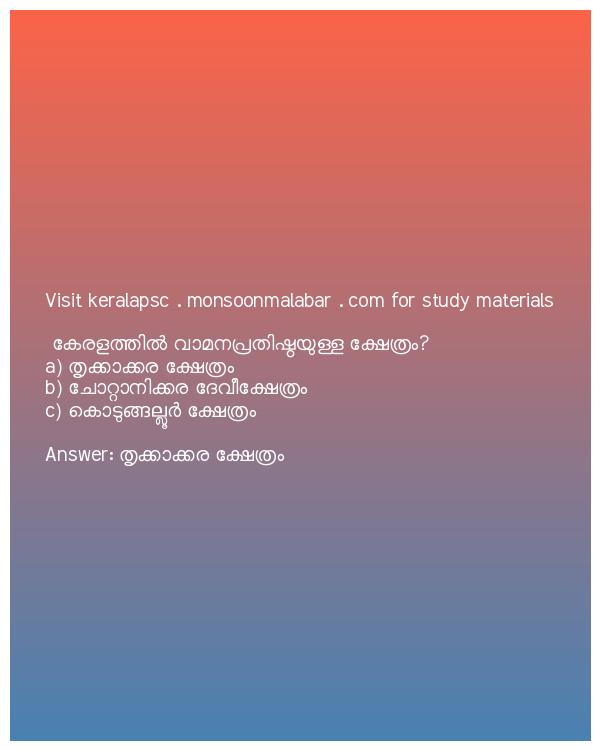 Visit keralapsc . monsoonmalabar . com for study materials
കേരളത്തിൽ വാമനപ്രതിഷ്ഠയുള്ള ക്ഷേത്രം?
a) തൃക്കാക്കര ക്ഷേത്രം
b) ചോറ്റാനിക്കര ദേവീക്ഷേത്രം
c) കൊടുങ്ങല്ലൂർ ക്ഷേത്രം
Answer: തൃക്കാക്കര ക്ഷേത്രം